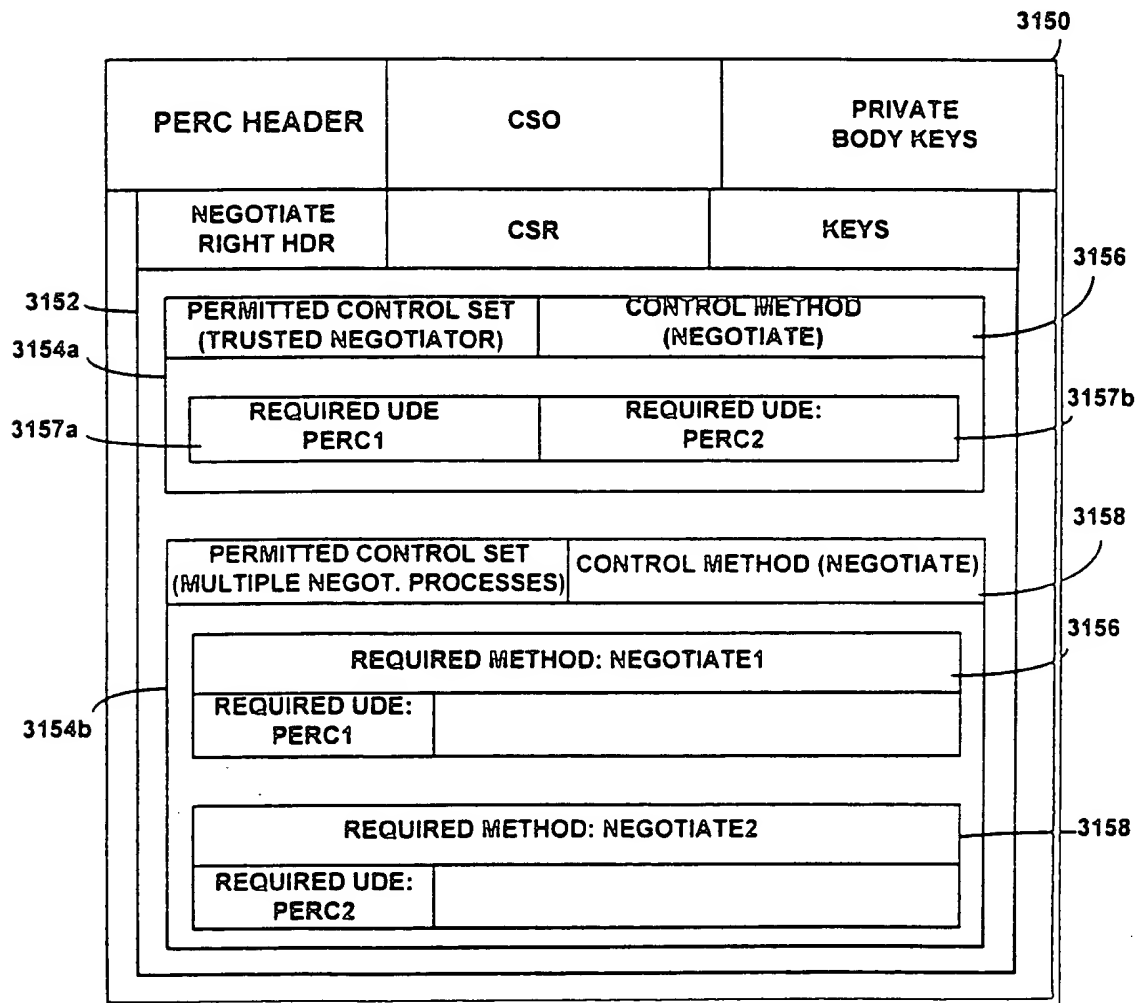 3150
PERC HEADER
CSO
PRIVATE
BODY KEYS
NEGOTIATE
RIGHT HDR
CSR
KEYS
3156
3152
PERMITTED CONTROL SET
(TRUSTED NEGOTIATOR)
CONTROL METHOD
(NEGOTIATE)
3154a
3157b
REQUIRED UDE
PERC1
REQUIRED UDE:
PERC2
3157a
3158
PERMITTED CONTROL SET
(MULTIPLE NEGOT. PROCESSES)
CONTROL METHOD (NEGOTIATE)
3156
REQUIRED METHOD: NEGOTIATE1
3154b
REQUIRED UDE:
PERC1
REQUIRED METHOD: NEGOTIATE2
3158
REQUIRED UDE:
PERC2